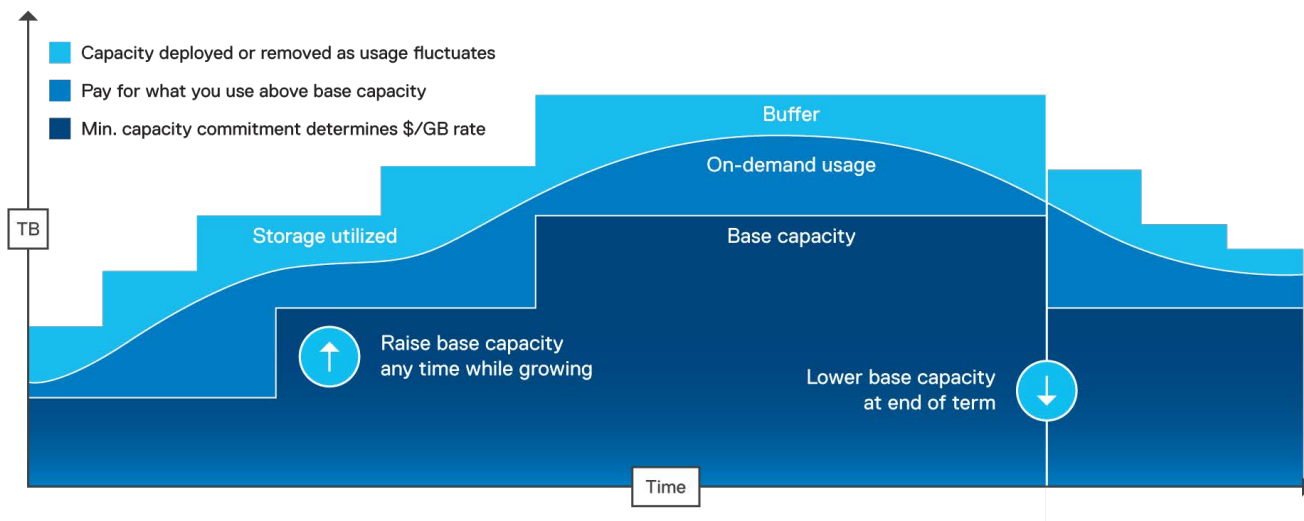 Capacity deployed or removed as usage fluctuates
Pay for what you use above base capacity
Min. capacity commitment determines $/GB rate
Buffer
On-demand usage
TB
Storage utilized
Base capacity
Raise base capacity
any time while growing
Lower base capacity
at end of term
Time